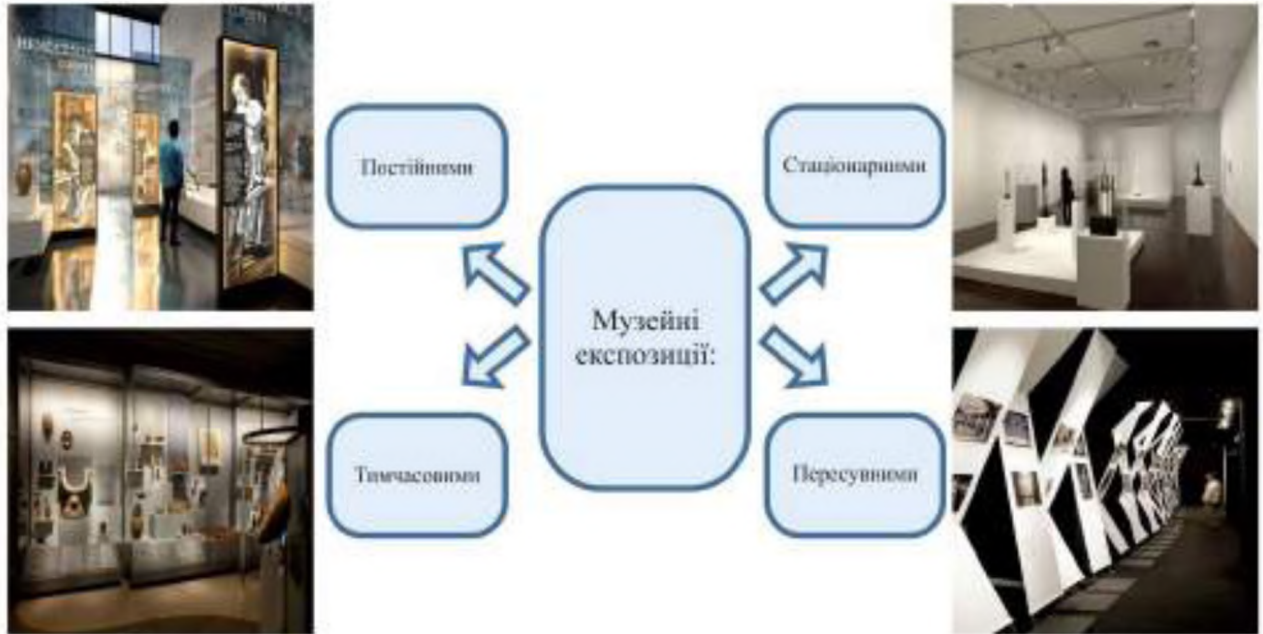 Постійними
Стаціонарними
Музейні
експозиції:
Тимчасовими
Пересувними